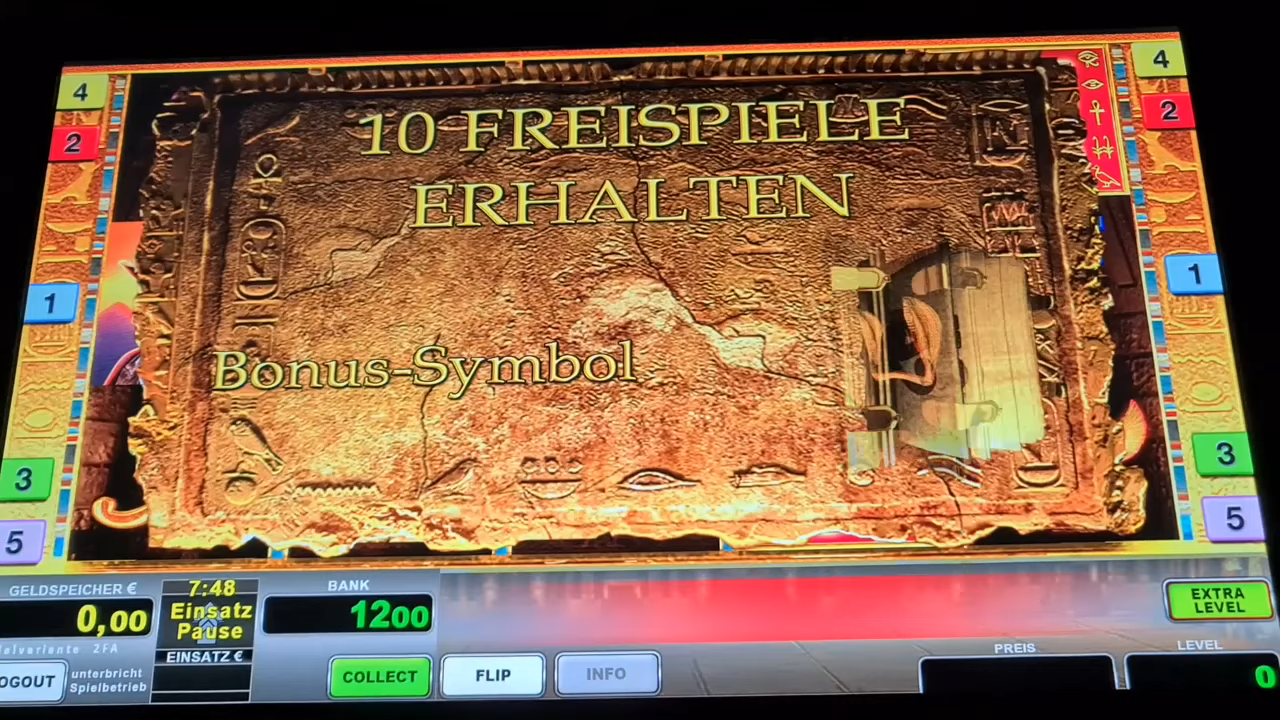 10 FREISPIELE
ERHALTEN
Bonus-Symbol
4
2
1
3
5
4
2
1
3
5
GELDSPEICHER €
0,00
7:48
Einsatz
Pause
EINSATZ €
BANK
1200
2FA
OGOUT
unterbricht
Spielbetrieb
COLLECT
FLIP
INFO
EXTRA
LEVEL
PREIS
LEVEL
0